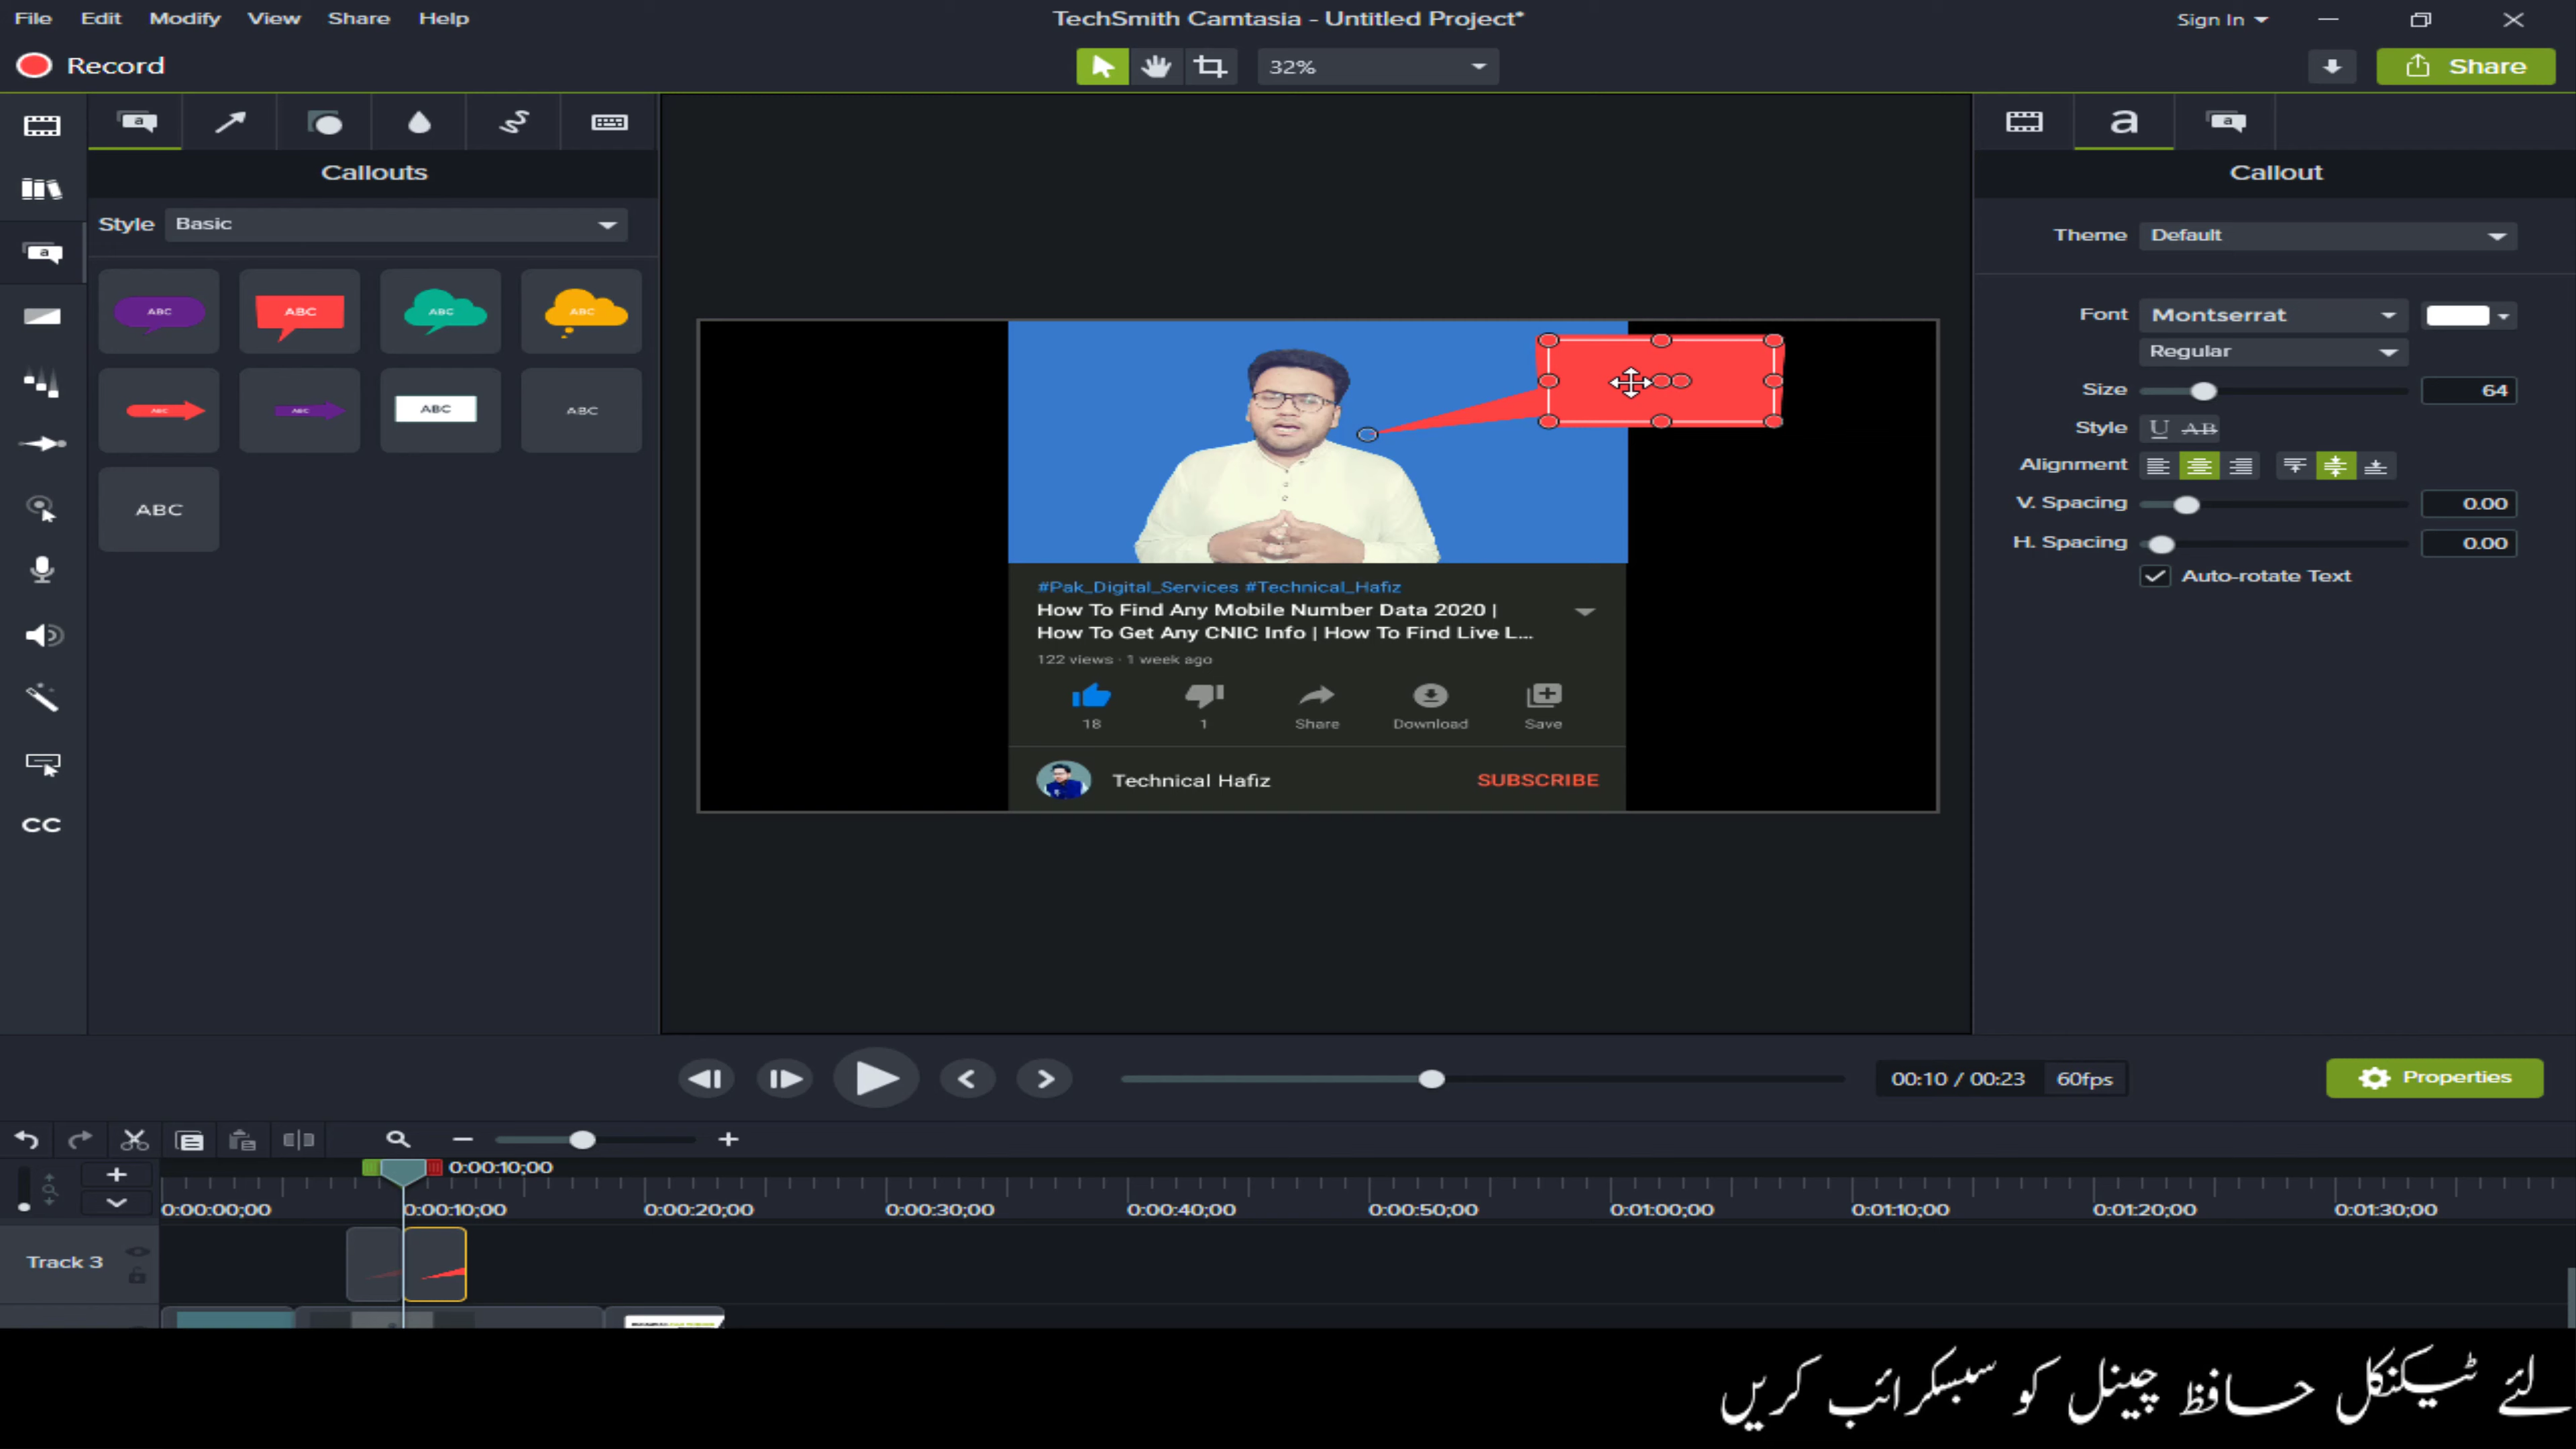 File Edit Modify View Share Help
TechSmith Camtasia - Untitled Project*
Sign In
Record
32%
Share
Callouts
Style Basic
ABC ABC ABC ABC
ABC ABC ABC ABC
ABC
CC
#Pak_Digital_Services #Technical_Hafiz
How To Find Any Mobile Number Data 2020 |
How To Get Any CNIC Info | How To Find Live L...
122 views · 1 week ago
18 1 Share Download Save
Technical Hafiz SUBSCRIBE
Callout
Theme Default
Font Montserrat
Regular
Size 64
Style U AB
Alignment
V. Spacing 0.00
H. Spacing 0.00
Auto-rotate Text
00:10 / 00:23 60fps
Properties
0:00:10;00
0:00:00;00 0:00:10;00 0:00:20;00 0:00:30;00 0:00:40;00 0:00:50;00 0:01:00;00 0:01:10;00 0:01:20;00 0:01:30;00
Track 3
لئے ٹیکنکل حافظ چینل کو سبسکرائب کریں